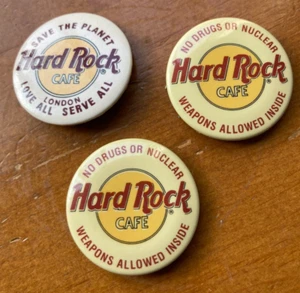 SAVE THE PLANET
Hard Rock
CAFE ®
LONDON
LOVE ALL SERVE ALL
NO DRUGS OR NUCLEAR
Hard Rock
CAFE ®
WEAPONS ALLOWED INSIDE
NO DRUGS OR NUCLEAR
Hard Rock
CAFE ®
WEAPONS ALLOWED INSIDE